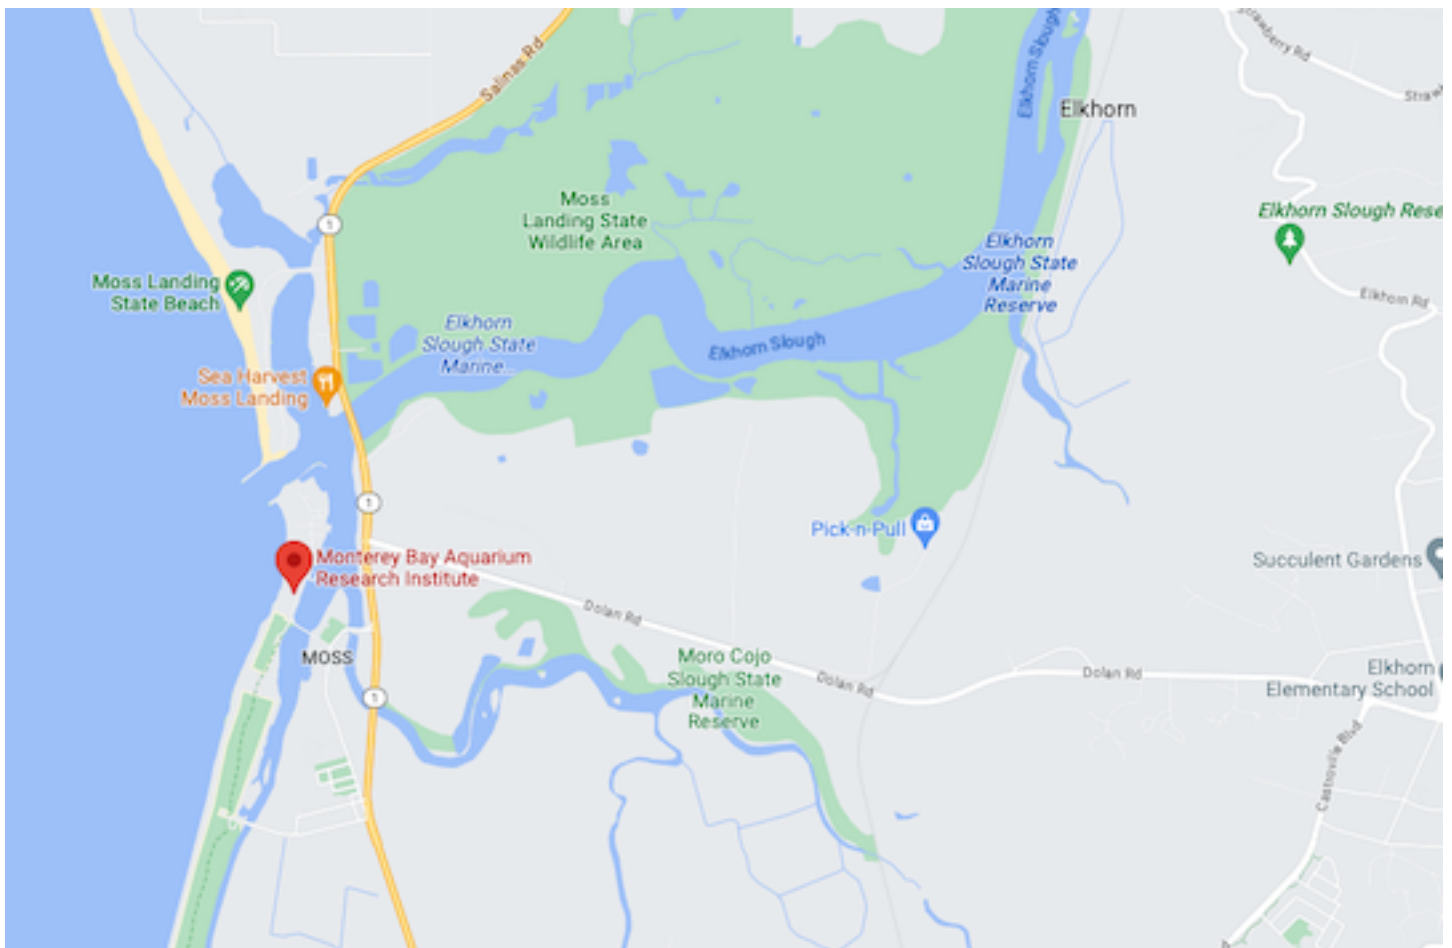 Strawberry Rd
Straw
Salinas Rd
Elkhorn Slough
Elkhorn
Moss
Landing State
Wildlife Area
Elkhorn Slough Rese
Elkhorn
Slough State
Marine
Reserve
Moss Landing
State Beach
Elkhorn Rd
Elkhorn
Slough State
Marine...
Elkhorn Slough
Sea Harvest
Moss Landing
1
1
Pick-n-Pull
Monterey Bay Aquarium
Research Institute
Succulent Gardens
Dolan Rd
MOSS
Moro Cojo
Slough State
Marine
Reserve
Dolan Rd
Dolan Rd
Elkhorn
Elementary School
1
Castroville Blvd